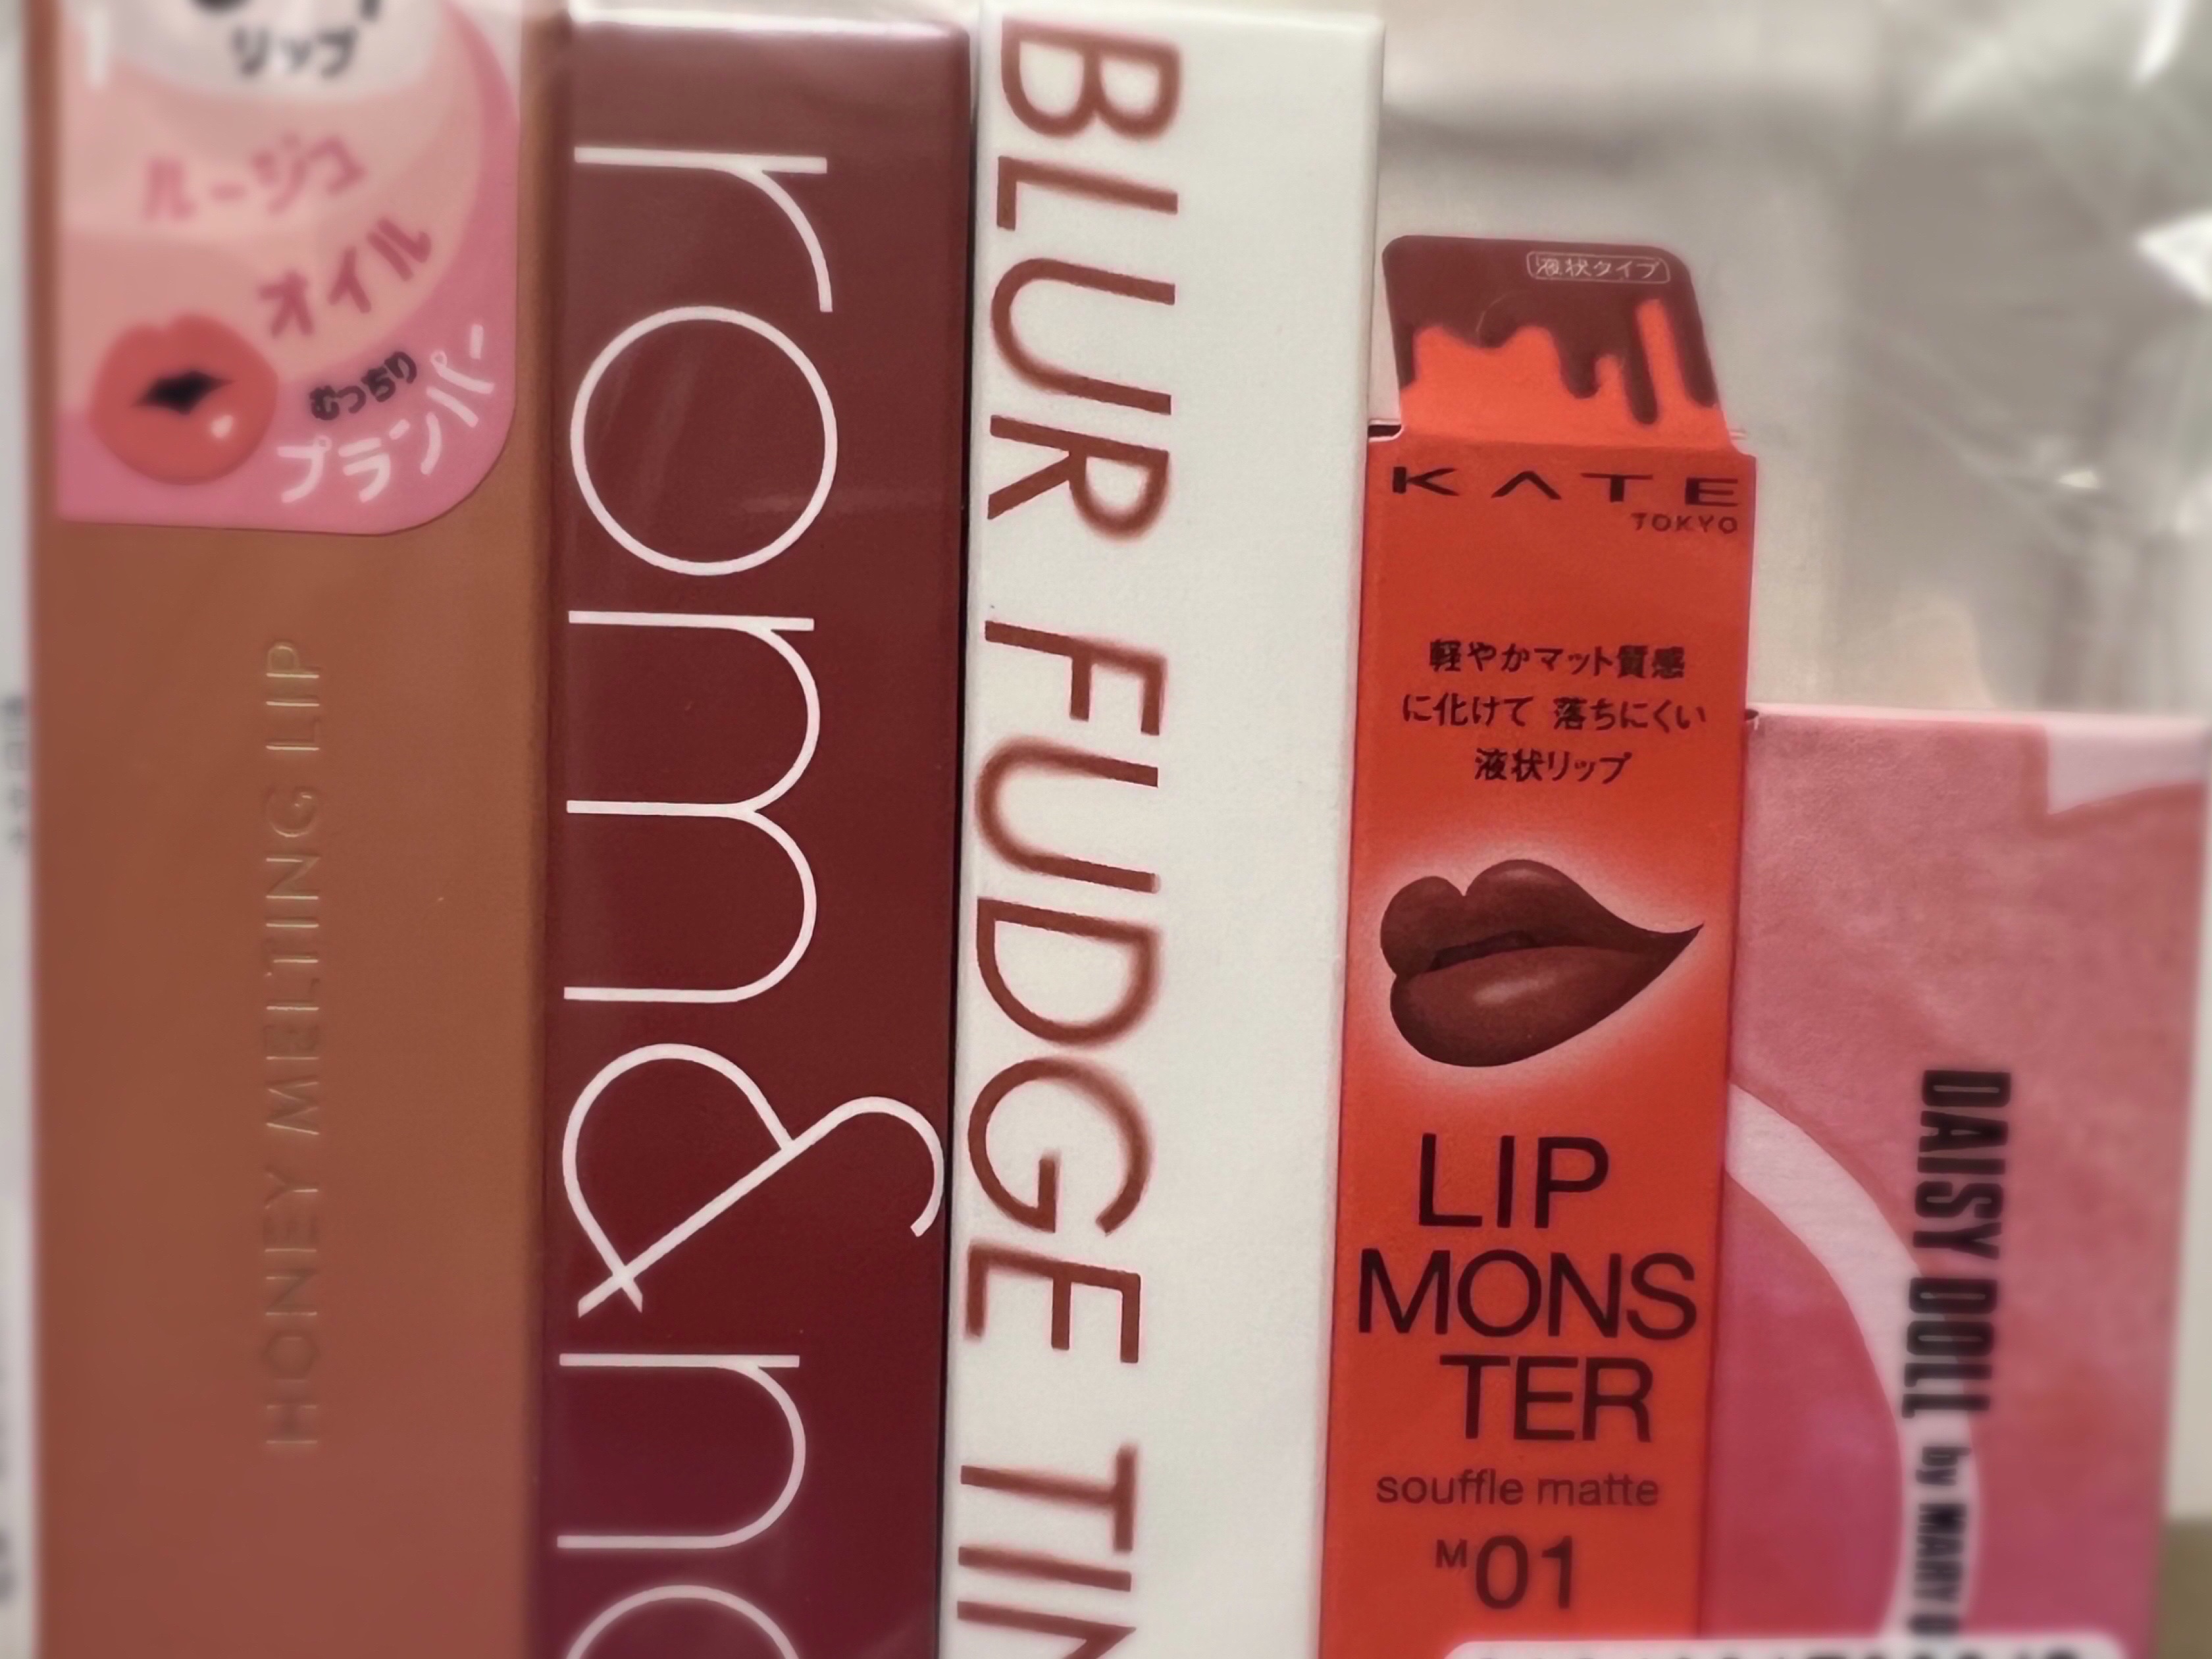 リップ
ルージュ
オイル
むっちり
プランパー
HONEY MELTING LIP
rom&n
BLUR FUDGE
液状タイプ
KATE
TOKYO
軽やかマット質感
に化けて 落ちにくい
液状リップ
LIP
MONS
TER
souffle matte
M01
DAISY DOLL by MARY